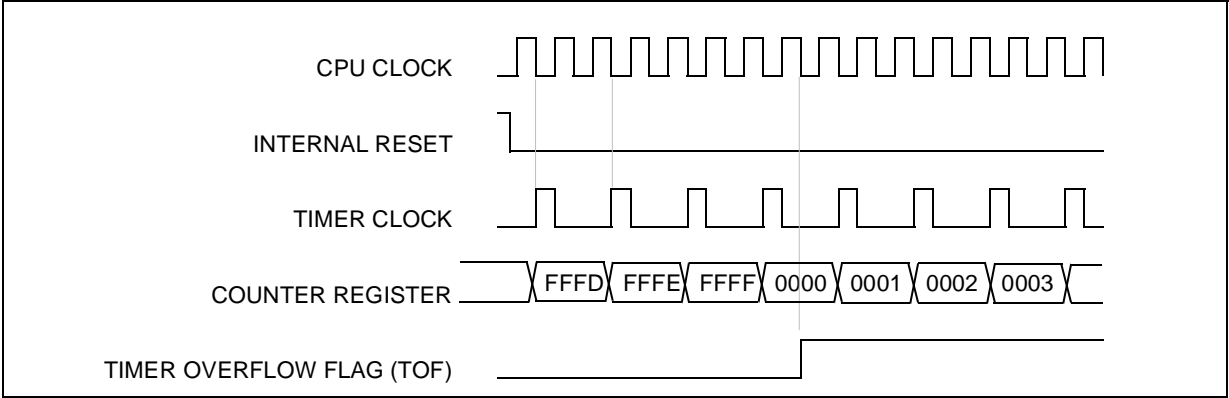 CPU CLOCK
INTERNAL RESET
TIMER CLOCK
COUNTER REGISTER FFFD FFFE FFFF 0000 0001 0002 0003
TIMER OVERFLOW FLAG (TOF)